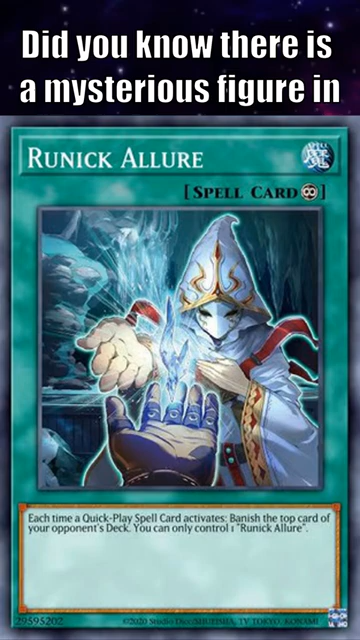 Did you know there is
a mysterious figure in
RUNICK ALLURE
[SPELL CARD]
Each time a Quick-Play Spell Card activates: Banish the top card of
your opponent's Deck. You can only control 1 "Runick Allure".
29595202
©2020 Studio Dice/SHUEISHA, TV TOKYO, KONAMI